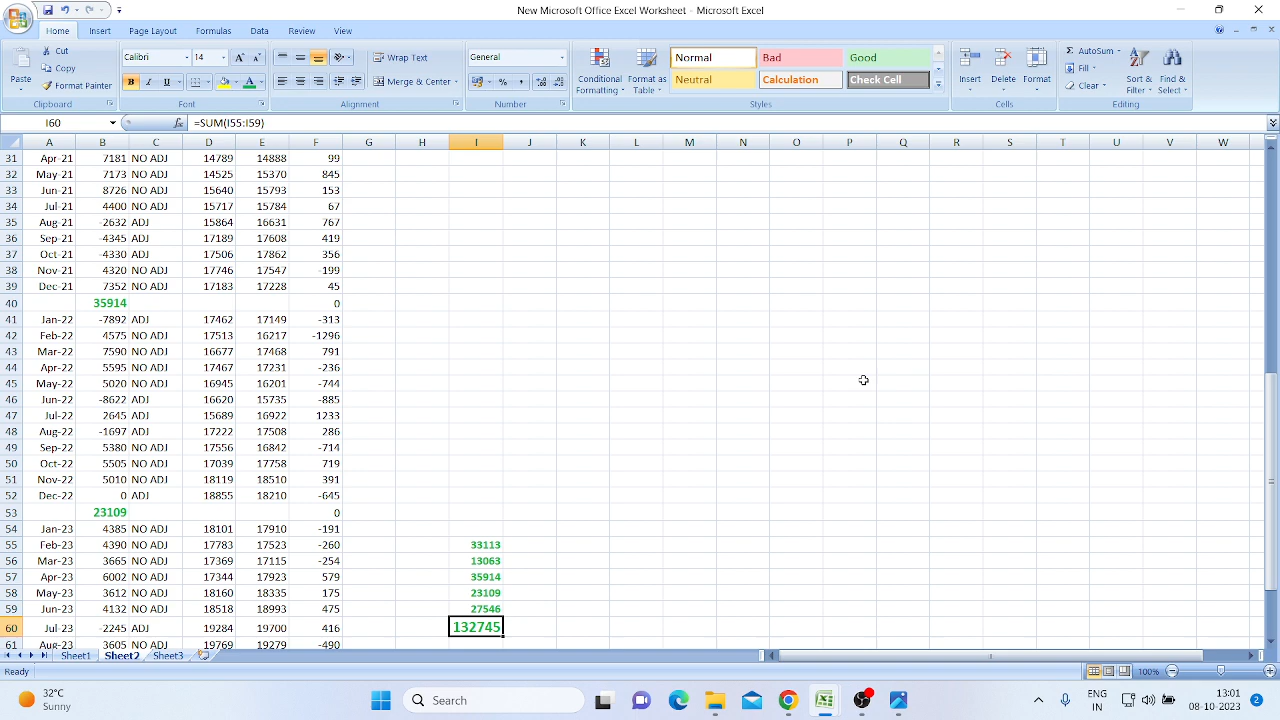 New Microsoft Office Excel Worksheet - Microsoft Excel
Home Insert Page Layout Formulas Data Review View
Paste Cut Copy Format Painter Clipboard
Calibri 14 A A B I U A Font
Wrap Text Merge & Center Alignment
General % , Number
Conditional Formatting Format as Table Normal Bad Good Neutral Calculation Check Cell Styles
Insert Delete Format Cells
Σ AutoSum Fill Clear Sort & Filter Find & Select Editing
I60 fx =SUM(I55:I59)
A B C D E F G H I J K L M N O P Q R S T U V W
31 Apr-21 7181 NO ADJ 14789 14888 99
32 May-21 7173 NO ADJ 14525 15370 845
33 Jun-21 8726 NO ADJ 15640 15793 153
34 Jul-21 4400 NO ADJ 15717 15784 67
35 Aug-21 -2632 ADJ 15864 16631 767
36 Sep-21 -4345 ADJ 17189 17608 419
37 Oct-21 -4330 ADJ 17506 17862 356
38 Nov-21 4320 NO ADJ 17746 17547 -199
39 Dec-21 7352 NO ADJ 17183 17228 45
40 35914 0
41 Jan-22 -7892 ADJ 17462 17149 -313
42 Feb-22 4575 NO ADJ 17513 16217 -1296
43 Mar-22 7590 NO ADJ 16677 17468 791
44 Apr-22 5595 NO ADJ 17467 17231 -236
45 May-22 5020 NO ADJ 16945 16201 -744
46 Jun-22 -8622 ADJ 16620 15735 -885
47 Jul-22 2645 ADJ 15689 16922 1233
48 Aug-22 -1697 ADJ 17222 17508 286
49 Sep-22 5380 NO ADJ 17556 16842 -714
50 Oct-22 5505 NO ADJ 17039 17758 719
51 Nov-22 5010 NO ADJ 18119 18510 391
52 Dec-22 0 ADJ 18855 18210 -645
53 23109 0
54 Jan-23 4385 NO ADJ 18101 17910 -191
55 Feb-23 4390 NO ADJ 17783 17523 -260 33113
56 Mar-23 3665 NO ADJ 17369 17115 -254 13063
57 Apr-23 6002 NO ADJ 17344 17923 579 35914
58 May-23 3612 NO ADJ 18160 18335 175 23109
59 Jun-23 4132 NO ADJ 18518 18993 475 27546
60 Jul-23 -2245 ADJ 19284 19700 416 132745
61 Aug-23 3605 NO ADJ 19769 19279 -490
Sheet1 Sheet2 Sheet3
Ready 100%
32°C
Sunny
Search
ENG
IN
13:01
08-10-2023
2